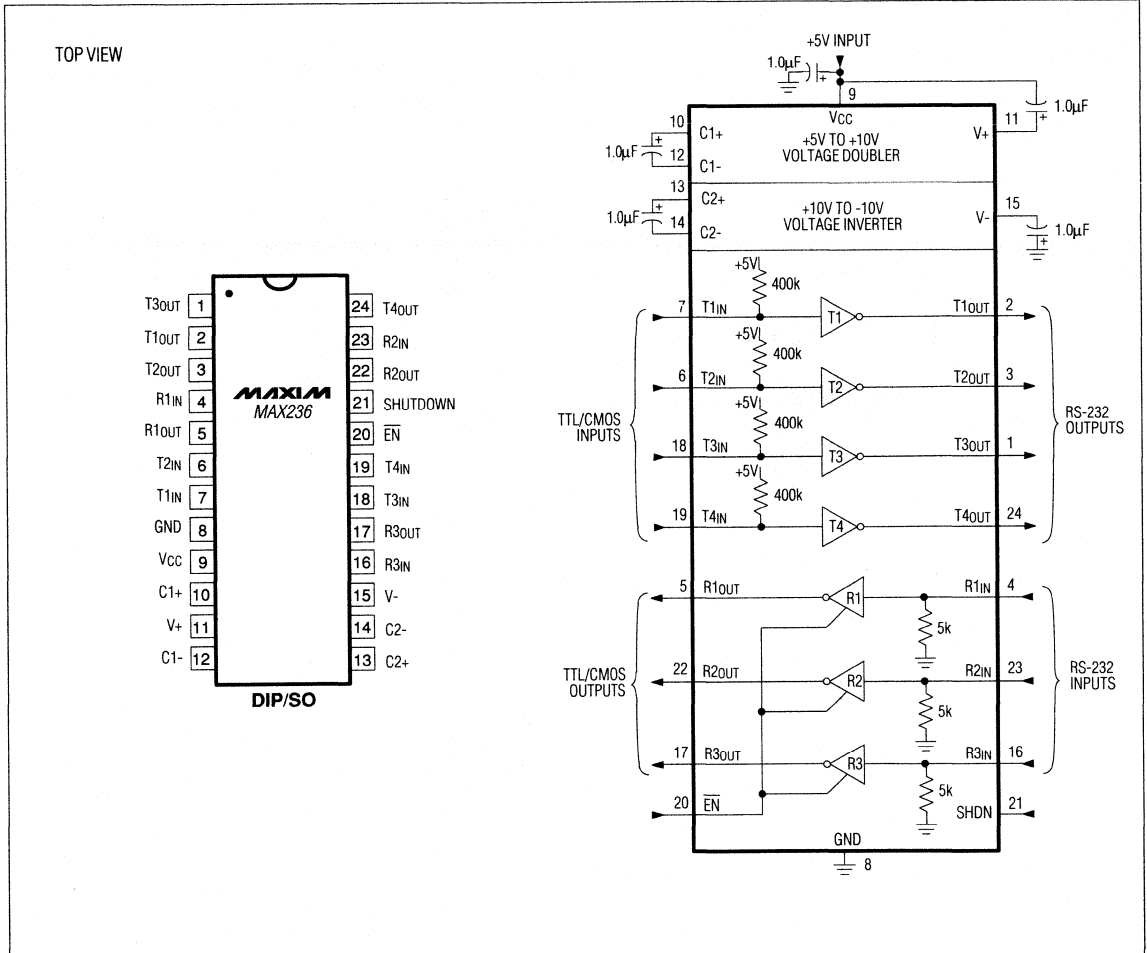 TOP VIEW
T3OUT 1
T1OUT 2
T2OUT 3
R1IN 4
R1OUT 5
T2IN 6
T1IN 7
GND 8
VCC 9
C1+ 10
V+ 11
C1- 12
MAXIM
MAX236
24 T4OUT
23 R2IN
22 R2OUT
21 SHUTDOWN
20 EN
19 T4IN
18 T3IN
17 R3OUT
16 R3IN
15 V-
14 C2-
13 C2+
DIP/SO
+5V INPUT
1.0µF +
9
VCC
+5V TO +10V
VOLTAGE DOUBLER
10 C1+
1.0µF +
12 C1-
V+ 11
1.0µF +
+10V TO -10V
VOLTAGE INVERTER
13 C2+
1.0µF +
14 C2-
V- 15
1.0µF +
TTL/CMOS
INPUTS
+5V 400k
7 T1IN T1 T1OUT 2
+5V 400k
6 T2IN T2 T2OUT 3
+5V 400k
18 T3IN T3 T3OUT 1
+5V 400k
19 T4IN T4 T4OUT 24
RS-232
OUTPUTS
TTL/CMOS
OUTPUTS
5 R1OUT R1 R1IN 4
5k
22 R2OUT R2 R2IN 23
5k
17 R3OUT R3 R3IN 16
5k
RS-232
INPUTS
20 EN
SHDN 21
GND
8